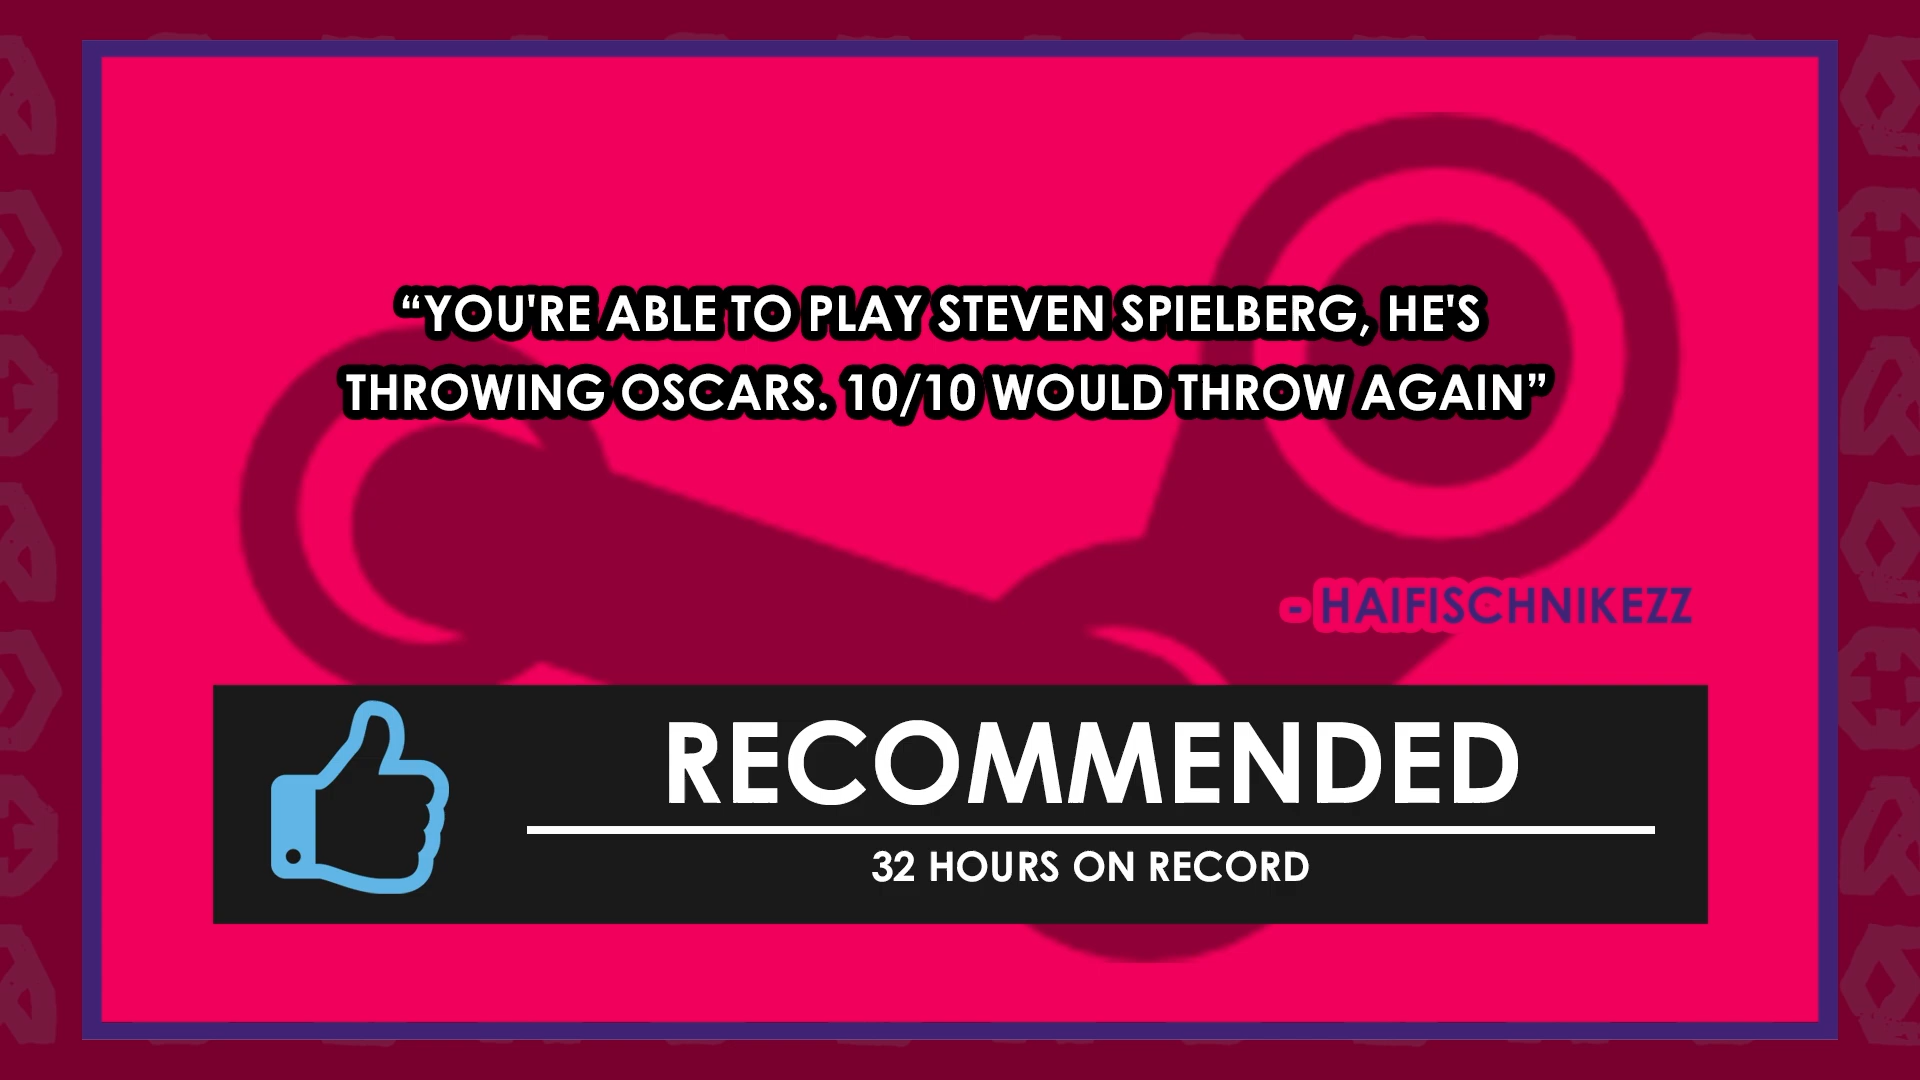 “YOU'RE ABLE TO PLAY STEVEN SPIELBERG, HE'S
THROWING OSCARS. 10/10 WOULD THROW AGAIN”
- HAIFISCHNIKEZZ
RECOMMENDED
32 HOURS ON RECORD